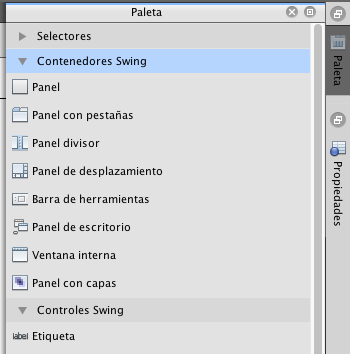 Paleta
Selectores
Contenedores Swing
Panel
Panel con pestañas
Panel divisor
Panel de desplazamiento
Barra de herramientas
Panel de escritorio
Ventana interna
Panel con capas
Controles Swing
label Etiqueta
Paleta
Propiedades